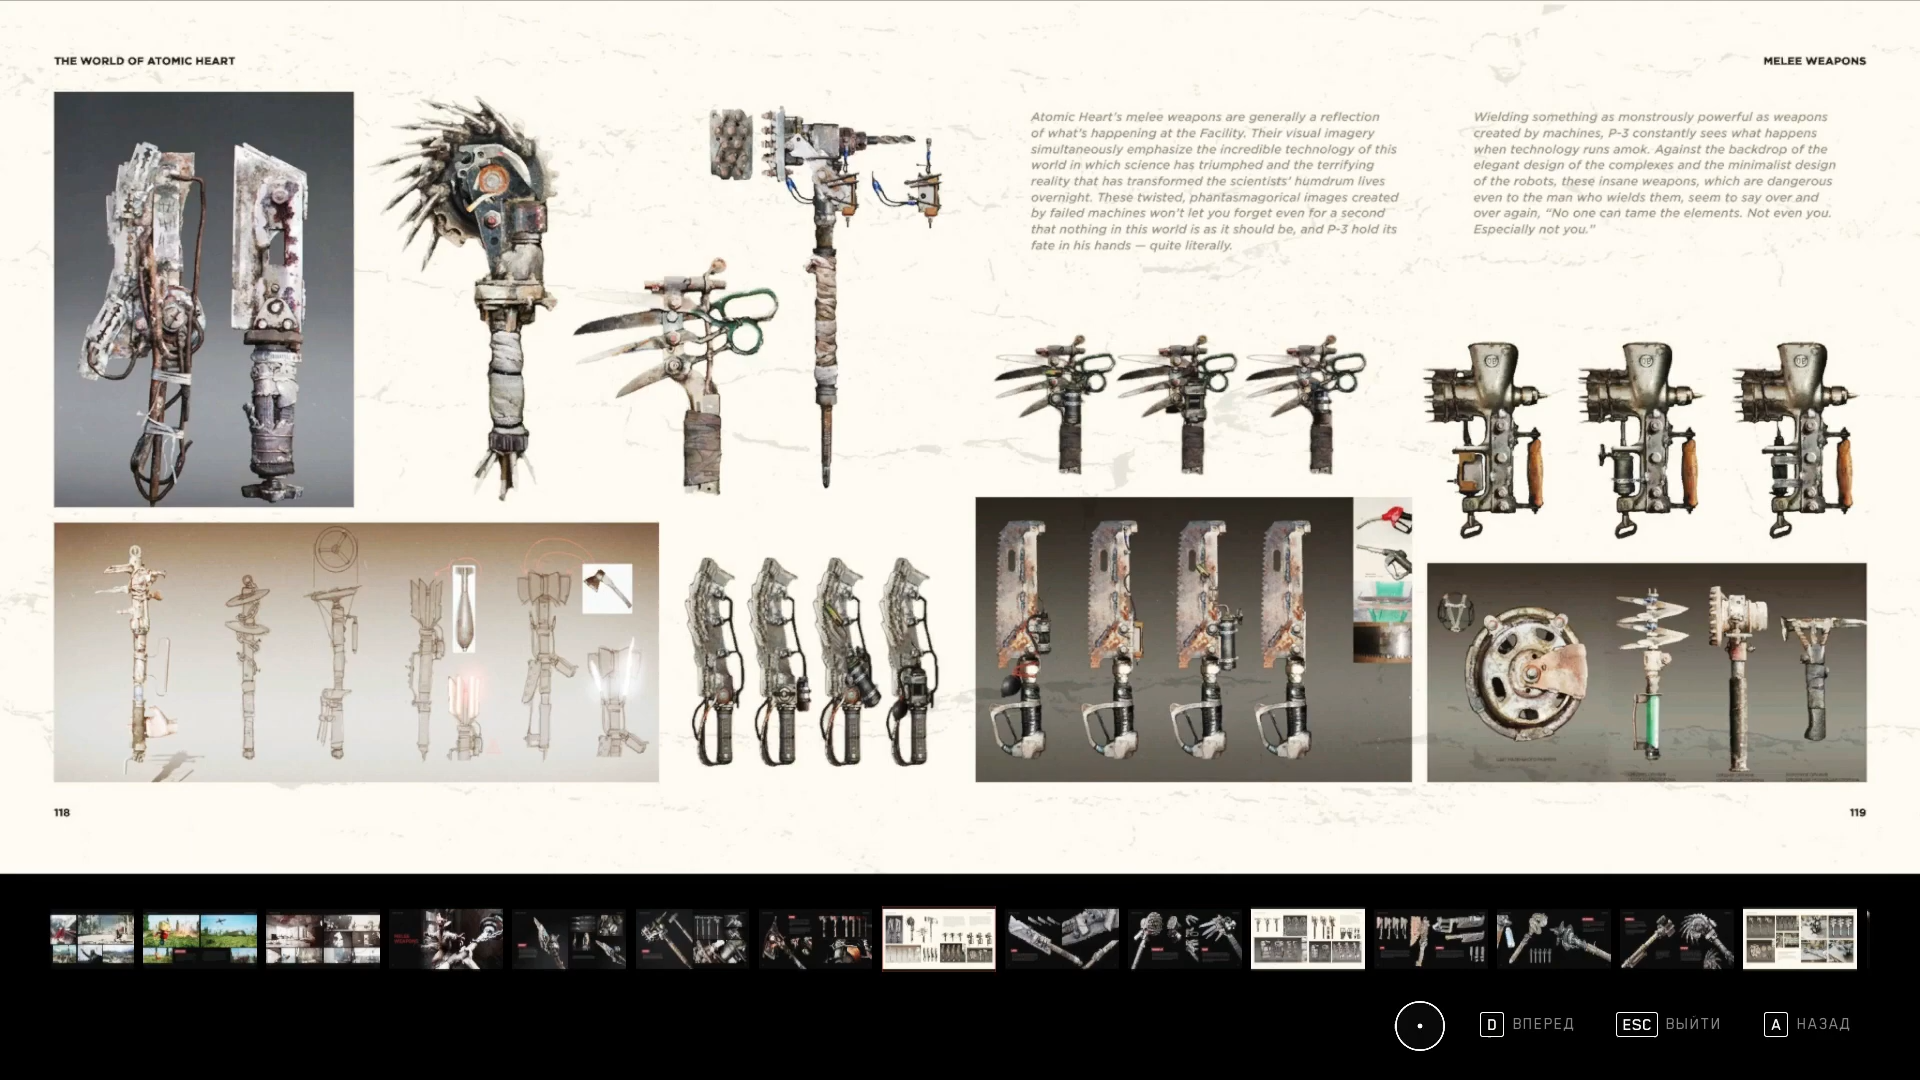 THE WORLD OF ATOMIC HEART
MELEE WEAPONS
Atomic Heart's melee weapons are generally a reflection
of what's happening at the Facility. Their visual imagery
simultaneously emphasize the incredible technology of this
world in which science has triumphed and the terrifying
reality that has transformed the scientists' humdrum lives
overnight. These twisted, phantasmagorical images created
by failed machines won't let you forget even for a second
that nothing in this world is as it should be, and P-3 hold its
fate in his hands — quite literally.
Wielding something as monstrously powerful as weapons
created by machines, P-3 constantly sees what happens
when technology runs amok. Against the backdrop of the
elegant design of the complexes and the minimalist design
of the robots, these insane weapons, which are dangerous
even to the man who wields them, seem to say over and
over again, “No one can tame the elements. Not even you.
Especially not you.”
118
119
D ВПЕРЕД
ESC ВЫЙТИ
A НАЗАД